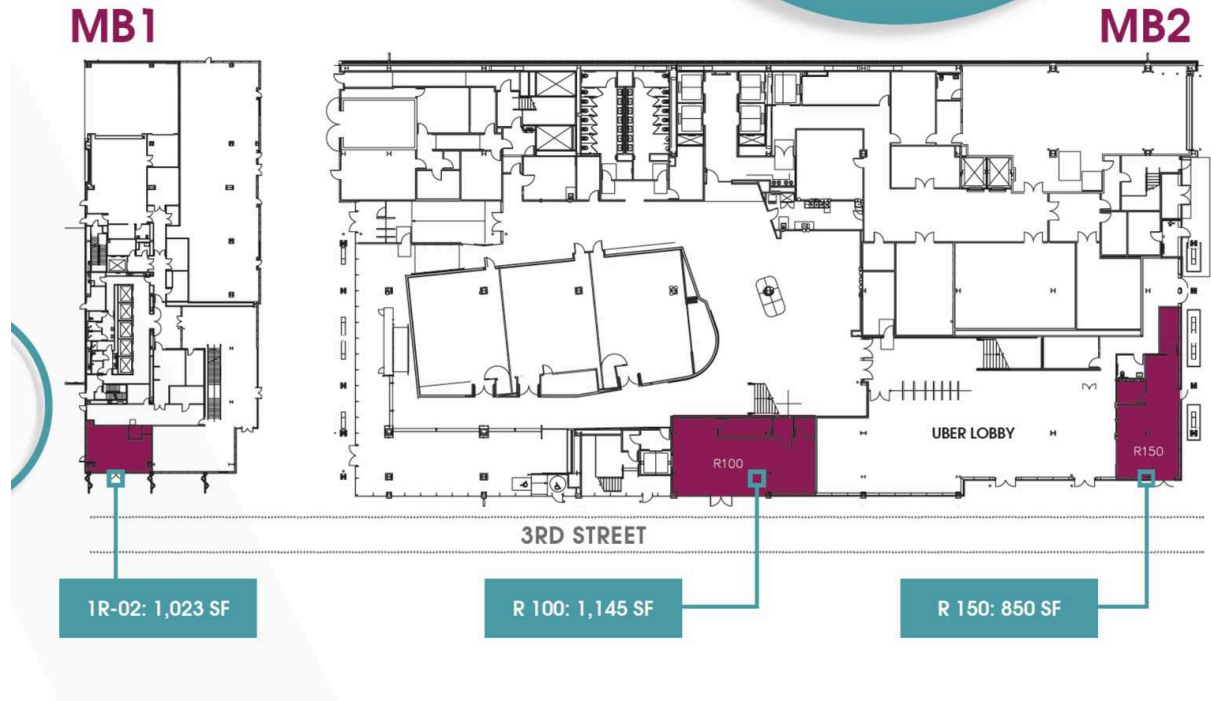 MB1
MB2
UBER LOBBY
R100
R150
3RD STREET
1R-02: 1,023 SF
R 100: 1,145 SF
R 150: 850 SF